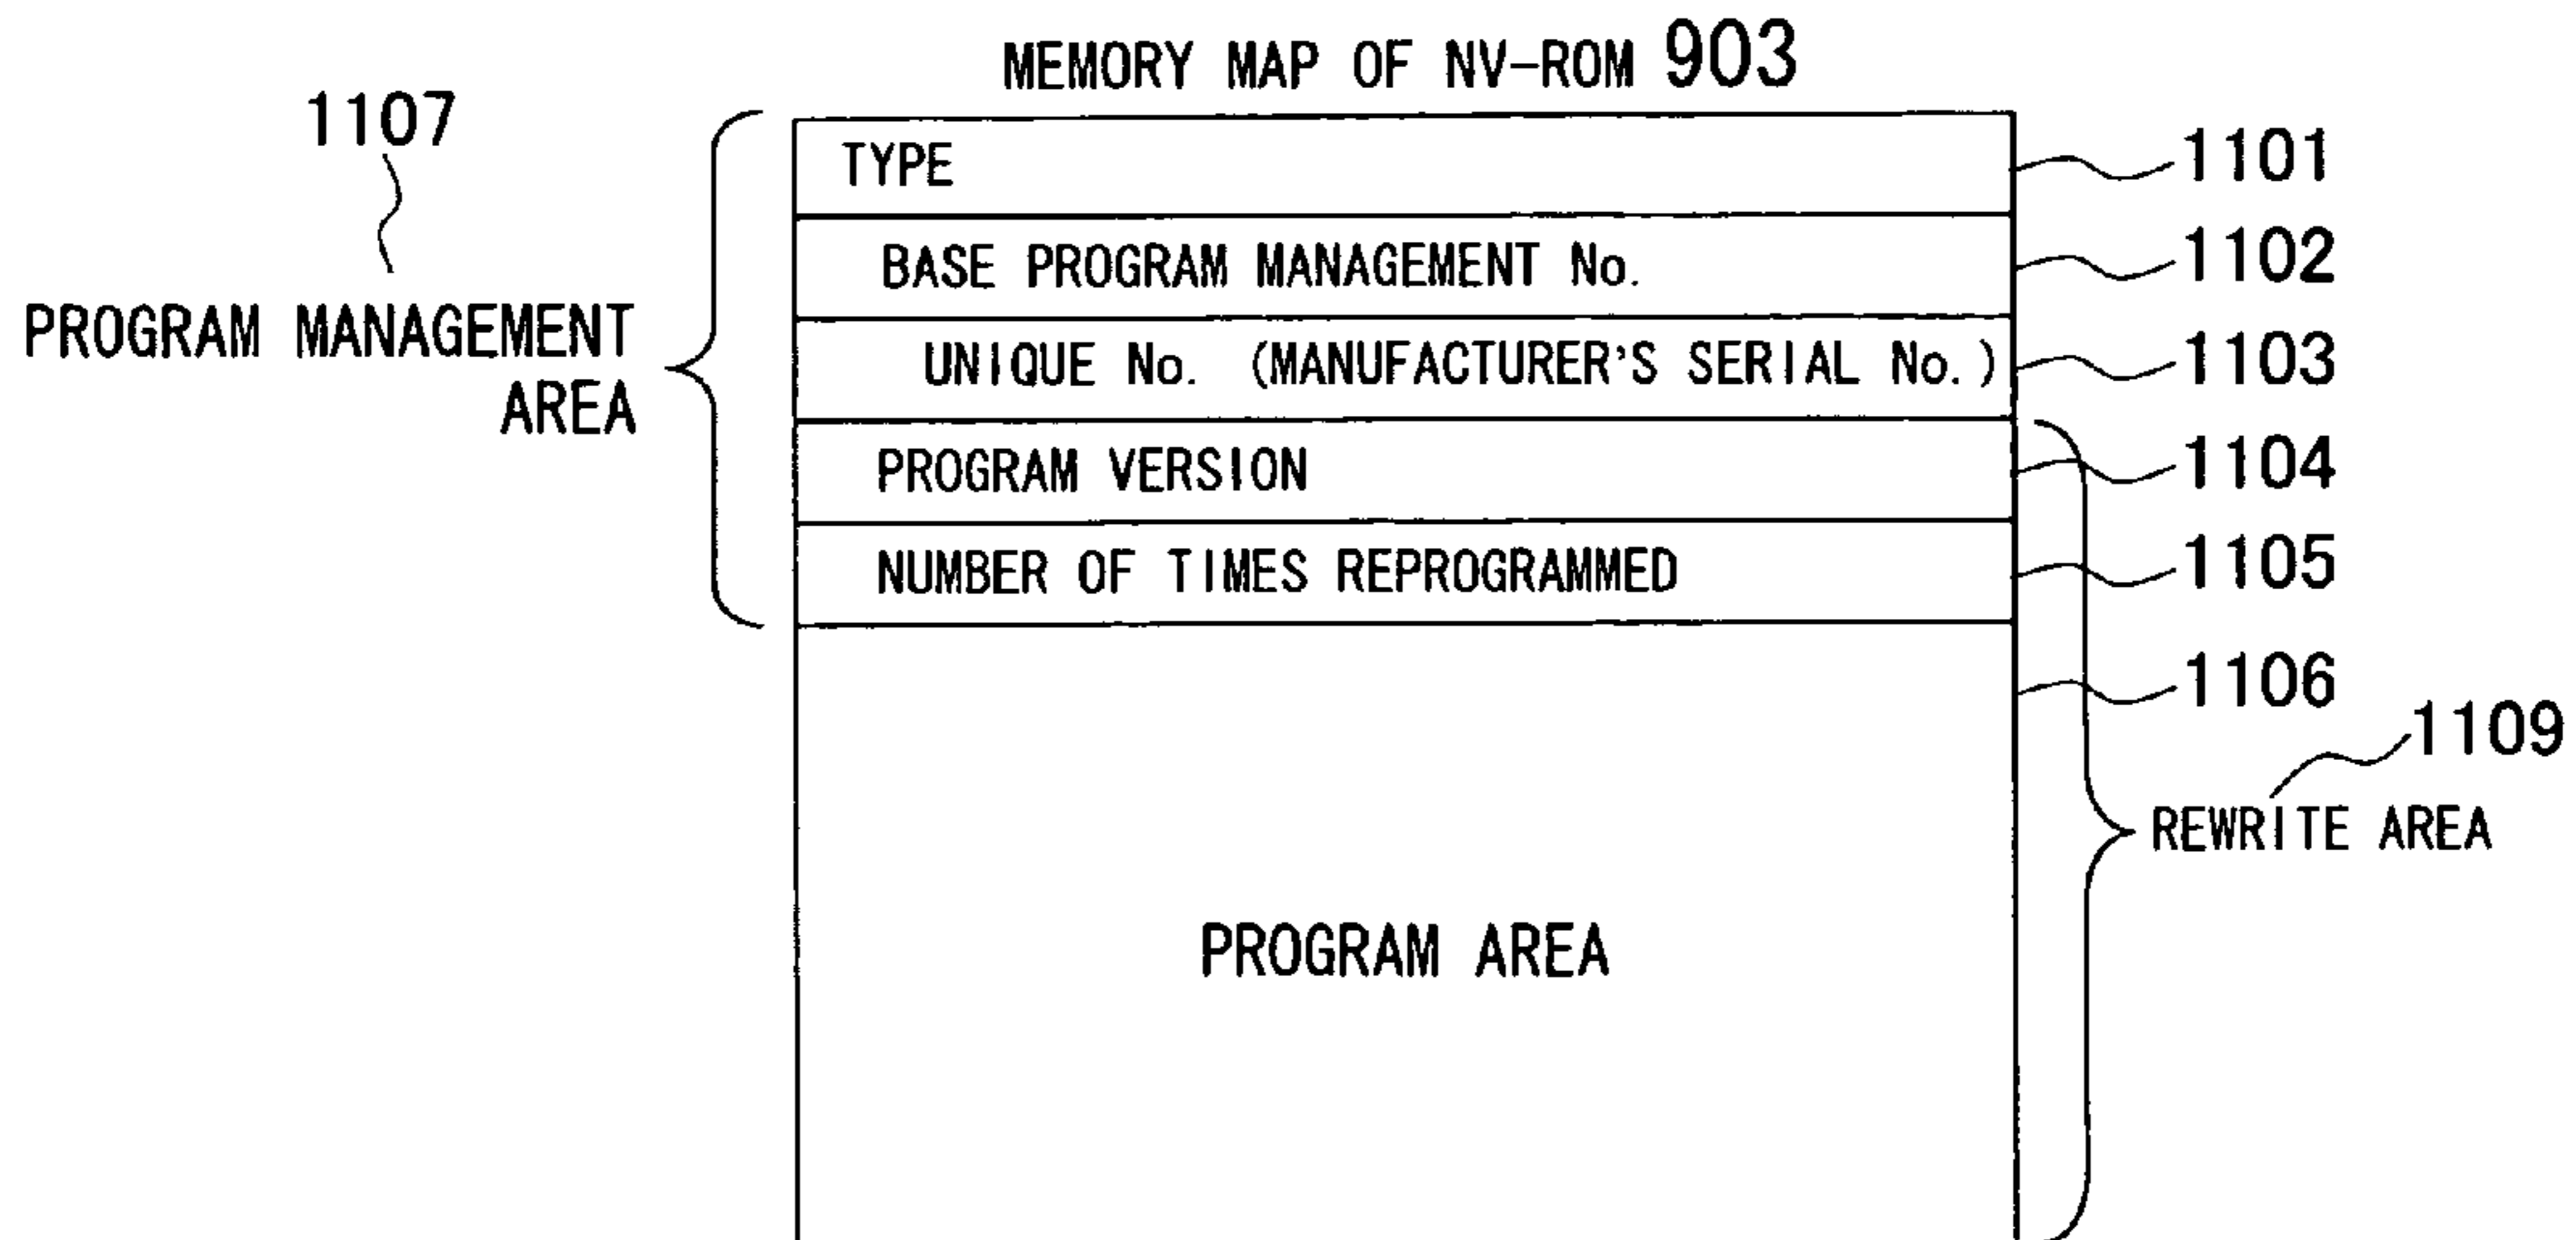 MEMORY MAP OF NV-ROM 903
1107
PROGRAM MANAGEMENT
AREA
TYPE
1101
BASE PROGRAM MANAGEMENT No.
1102
UNIQUE No. (MANUFACTURER'S SERIAL No.)
1103
PROGRAM VERSION
1104
NUMBER OF TIMES REPROGRAMMED
1105
1106
1109
REWRITE AREA
PROGRAM AREA